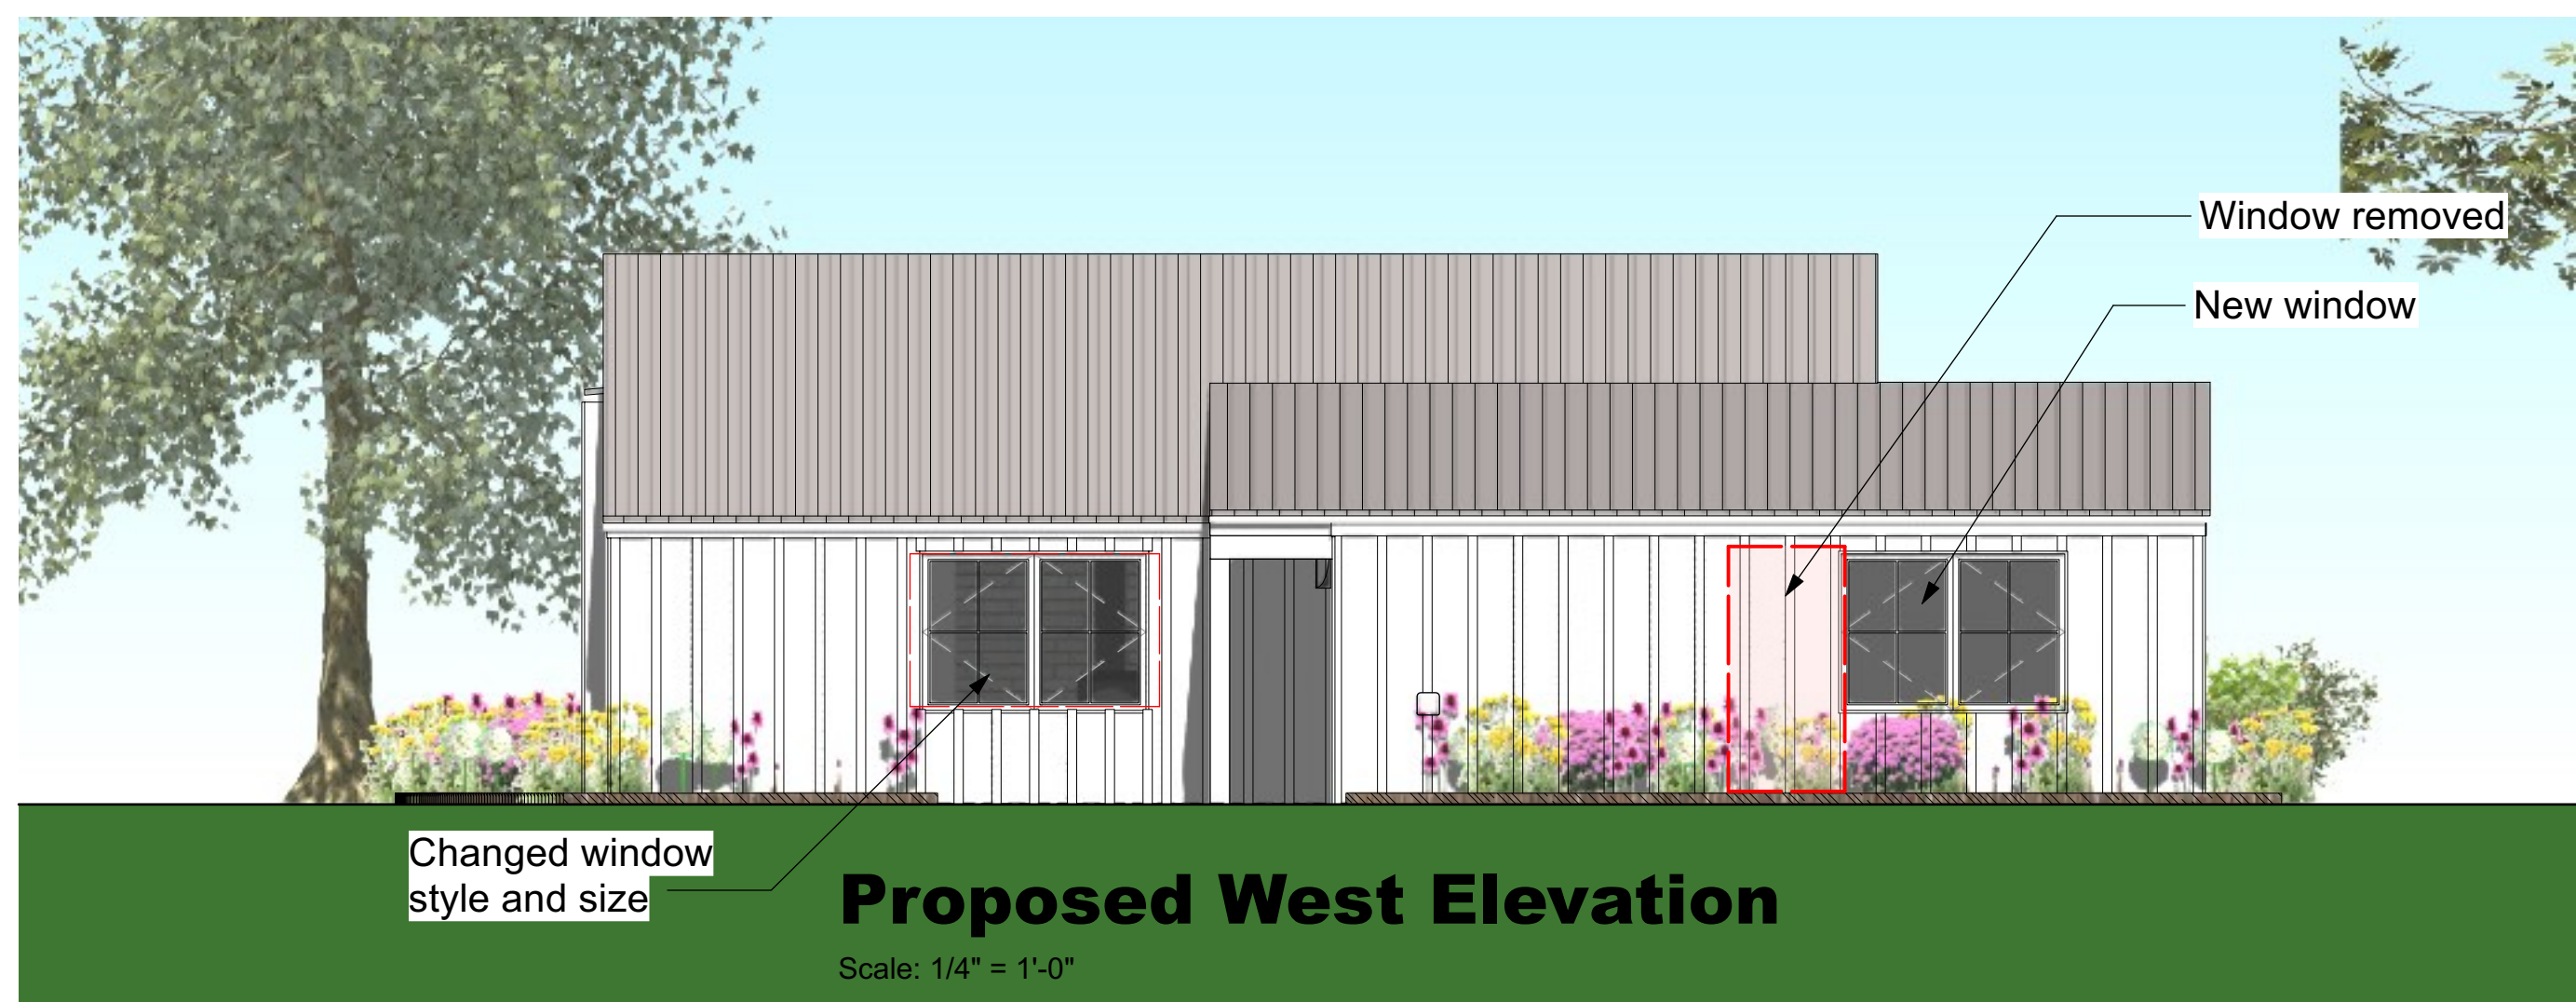 Window removed
New window
Changed window
style and size
Proposed West Elevation
Scale: 1/4" = 1'-0"